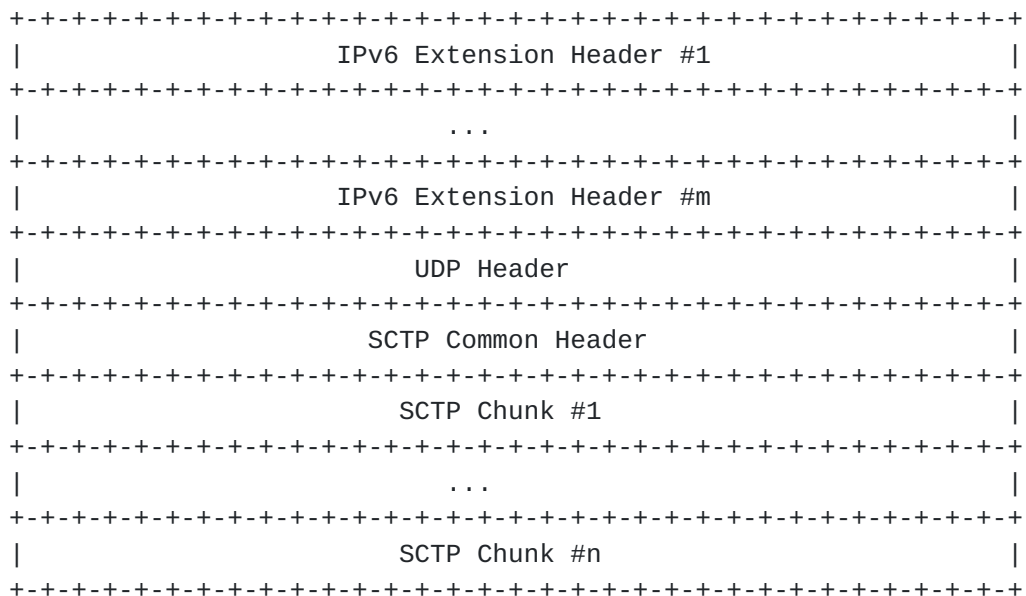 +-+-+-+-+-+-+-+-+-+-+-+-+-+-+-+-+-+-+-+-+-+-+-+-+-+-+-+-+-+-+-+-+
|                    IPv6 Extension Header #1                   |
+-+-+-+-+-+-+-+-+-+-+-+-+-+-+-+-+-+-+-+-+-+-+-+-+-+-+-+-+-+-+-+-+
|                           ...                                 |
+-+-+-+-+-+-+-+-+-+-+-+-+-+-+-+-+-+-+-+-+-+-+-+-+-+-+-+-+-+-+-+-+
|                    IPv6 Extension Header #m                   |
+-+-+-+-+-+-+-+-+-+-+-+-+-+-+-+-+-+-+-+-+-+-+-+-+-+-+-+-+-+-+-+-+
|                         UDP Header                            |
+-+-+-+-+-+-+-+-+-+-+-+-+-+-+-+-+-+-+-+-+-+-+-+-+-+-+-+-+-+-+-+-+
|                      SCTP Common Header                       |
+-+-+-+-+-+-+-+-+-+-+-+-+-+-+-+-+-+-+-+-+-+-+-+-+-+-+-+-+-+-+-+-+
|                        SCTP Chunk #1                          |
+-+-+-+-+-+-+-+-+-+-+-+-+-+-+-+-+-+-+-+-+-+-+-+-+-+-+-+-+-+-+-+-+
|                           ...                                 |
+-+-+-+-+-+-+-+-+-+-+-+-+-+-+-+-+-+-+-+-+-+-+-+-+-+-+-+-+-+-+-+-+
|                        SCTP Chunk #n                          |
+-+-+-+-+-+-+-+-+-+-+-+-+-+-+-+-+-+-+-+-+-+-+-+-+-+-+-+-+-+-+-+-+